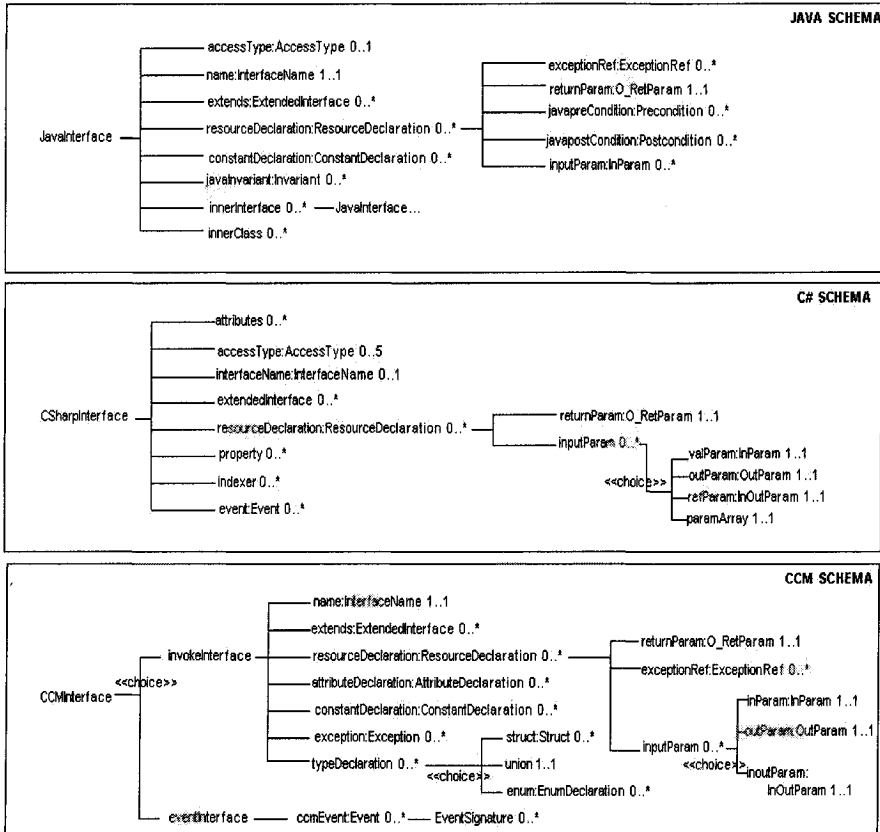 JAVA SCHEMA
accessType:AccessType 0..1
name:InterfaceName 1..1
extends:ExtendedInterface 0..*
resourceDeclaration:ResourceDeclaration 0..*
constantDeclaration:ConstantDeclaration 0..*
javaInvariant:Invariant 0..*
innerInterface 0..*
JavaInterface...
innerClass 0..*
JavaInterface
exceptionRef:ExceptionRef 0..*
returnParam:O_RetParam 1..1
javapreCondition:Precondition 0..*
javapostCondition:Postcondition 0..*
inputParam:InParam 0..*
C# SCHEMA
attributes 0..*
accessType:AccessType 0..5
interfaceName:InterfaceName 0..1
extendedInterface 0..*
CSharpInterface
resourceDeclaration:ResourceDeclaration 0..*
property 0..*
indexer 0..*
event:Event 0..*
returnParam:O_RetParam 1..1
inputParam 0..*
<<choice>>
valParam:InParam 1..1
outParam:OutParam 1..1
refParam:InOutParam 1..1
paramArray 1..1
CCM SCHEMA
CCMInterface
<<choice>>
invokeInterface
name:InterfaceName 1..1
extends:ExtendedInterface 0..*
resourceDeclaration:ResourceDeclaration 0..*
attributeDeclaration:AttributeDeclaration 0..*
constantDeclaration:ConstantDeclaration 0..*
exception:Exception 0..*
typeDeclaration 0..*
<<choice>>
struct:Struct 0..*
union 1..1
enum:EnumDeclaration 0..*
returnParam:O_RetParam 1..1
exceptionRef:ExceptionRef 0..*
inputParam 0..*
<<choice>>
inParam:InParam 1..1
outParam:OutParam 1..1
inoutParam:
InOutParam 1..1
eventInterface
ccmEvent:Event 0..*
EventSignature 0..*